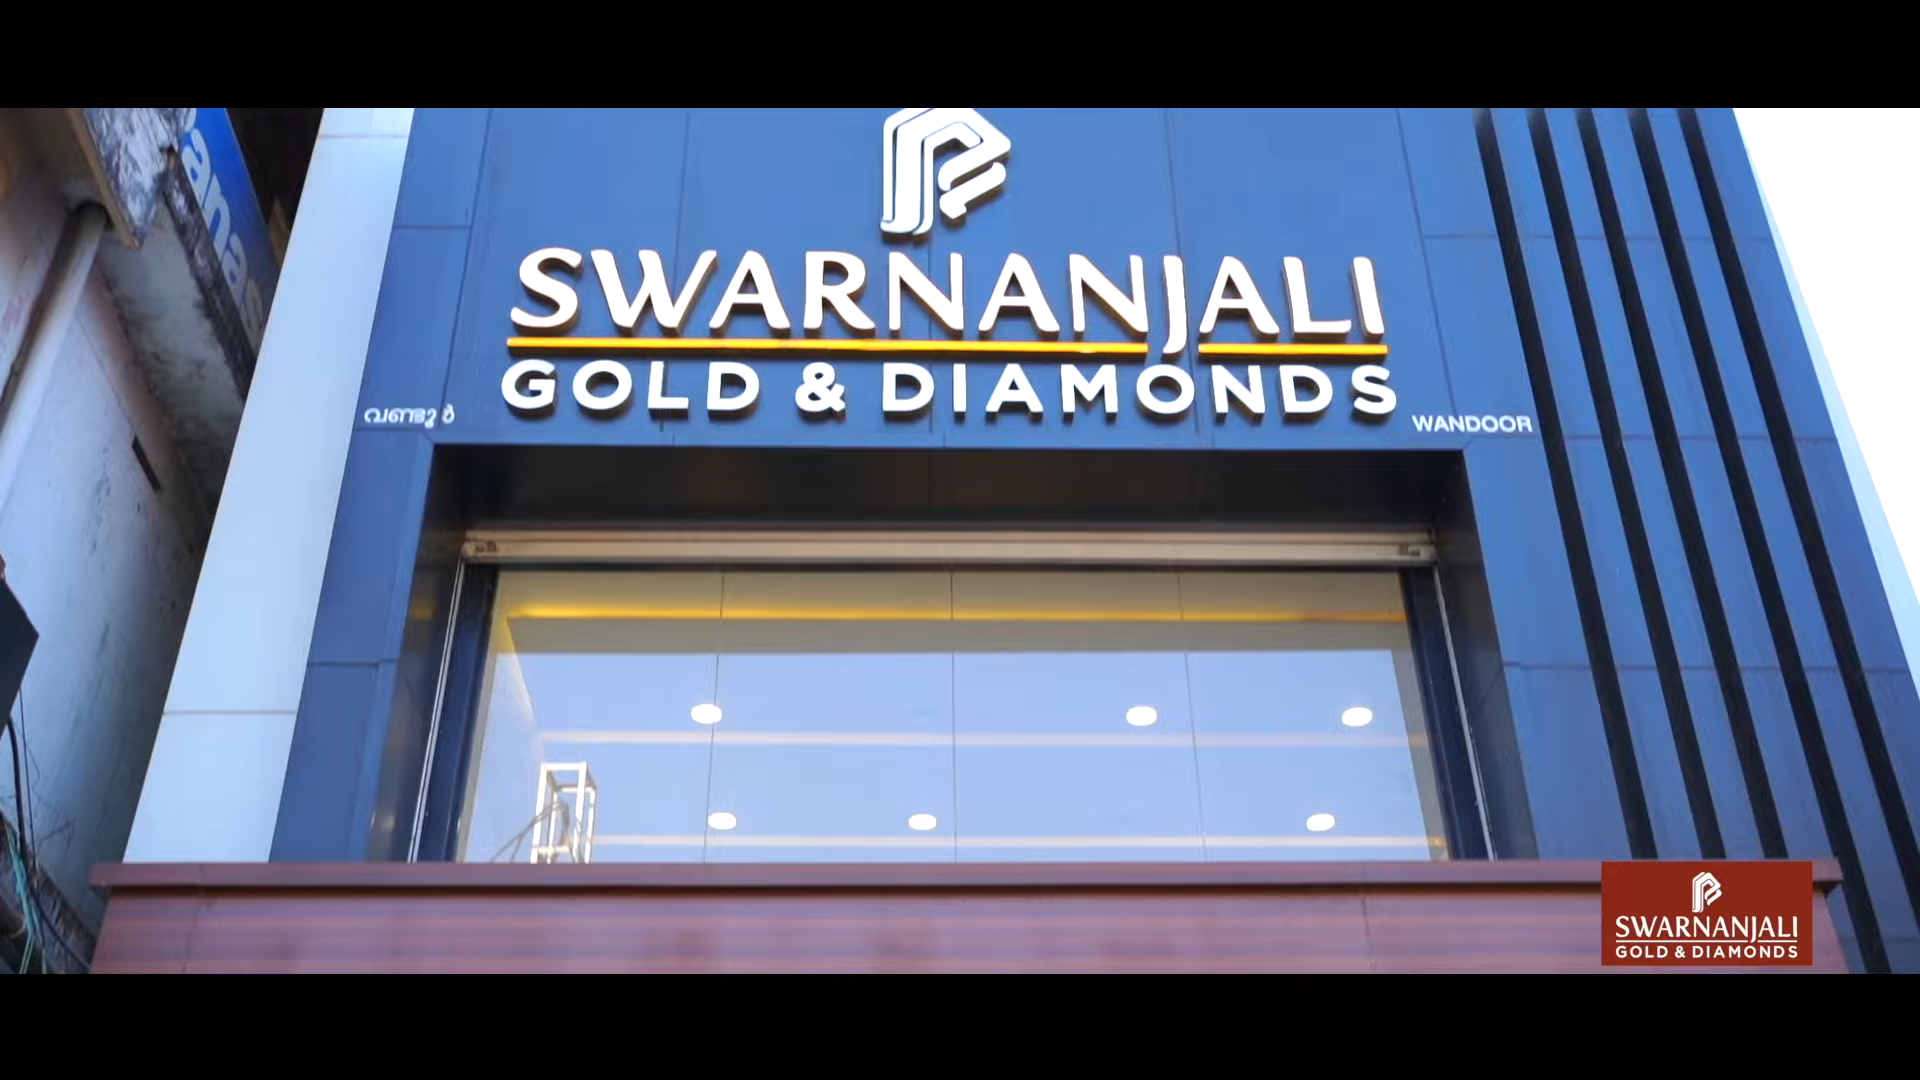 SWARNANJALI
GOLD & DIAMONDS
വണ്ടൂർ
WANDOOR
SWARNANJALI
GOLD & DIAMONDS